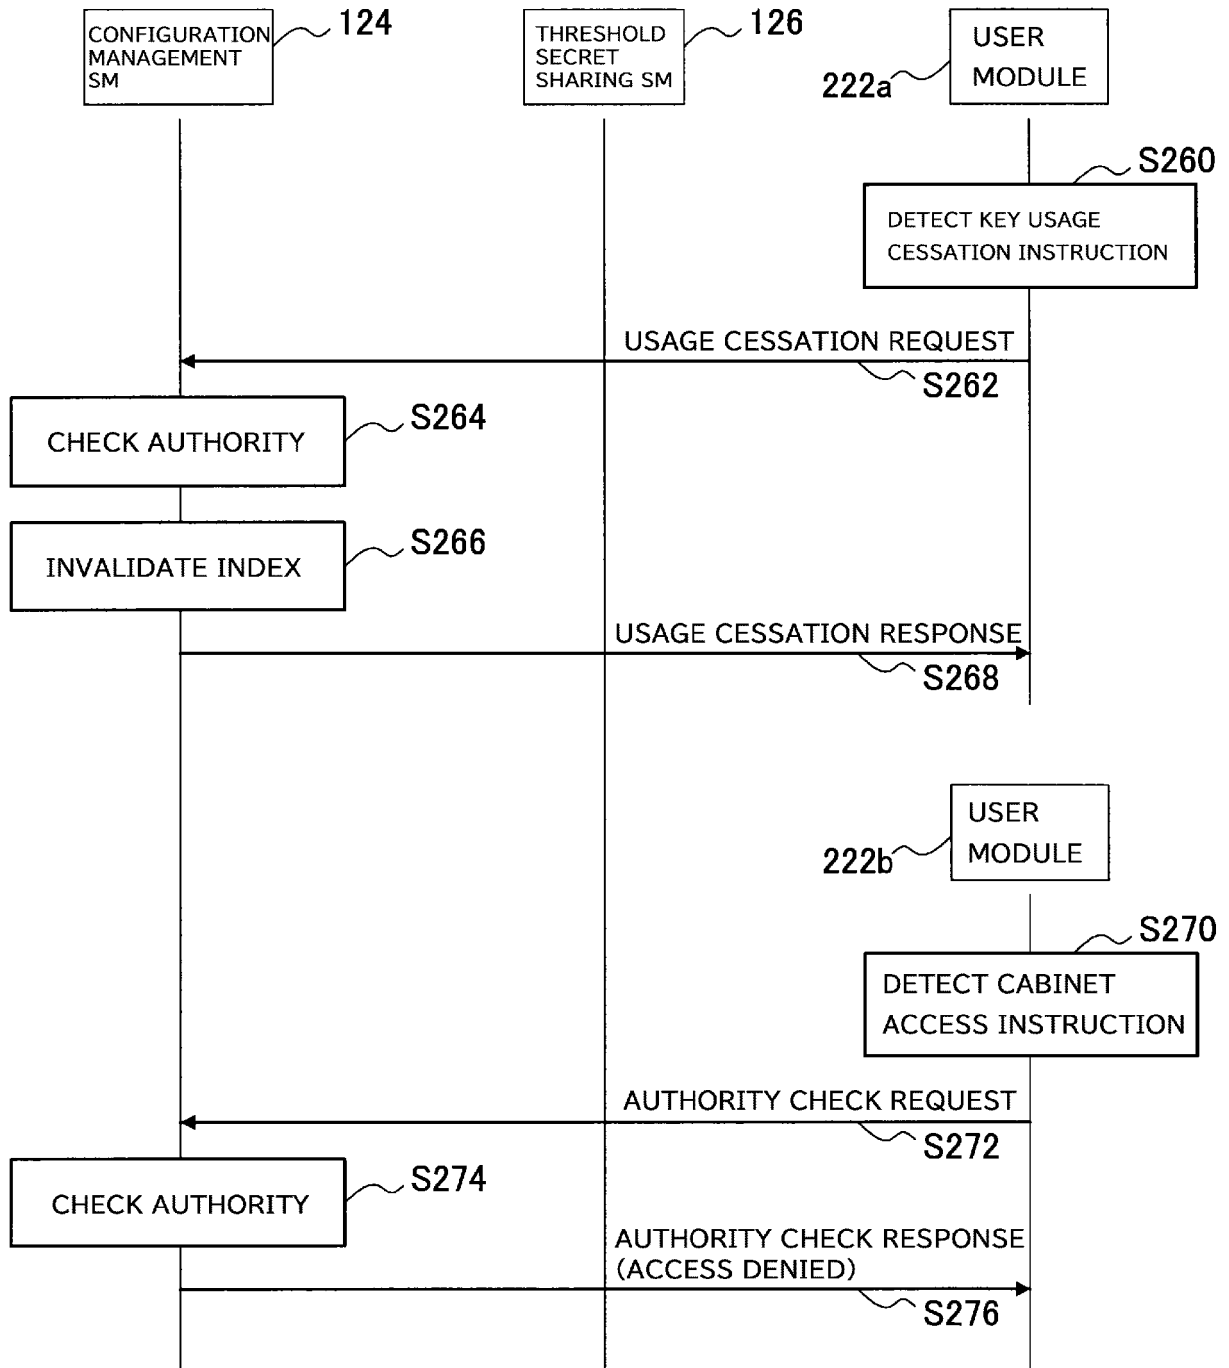 CONFIGURATION
MANAGEMENT
SM
124
THRESHOLD
SECRET
SHARING SM
126
USER
MODULE
222a
S260
DETECT KEY USAGE
CESSATION INSTRUCTION
USAGE CESSATION REQUEST
S262
CHECK AUTHORITY
S264
INVALIDATE INDEX
S266
USAGE CESSATION RESPONSE
S268
USER
MODULE
222b
S270
DETECT CABINET
ACCESS INSTRUCTION
AUTHORITY CHECK REQUEST
S272
CHECK AUTHORITY
S274
AUTHORITY CHECK RESPONSE
(ACCESS DENIED)
S276